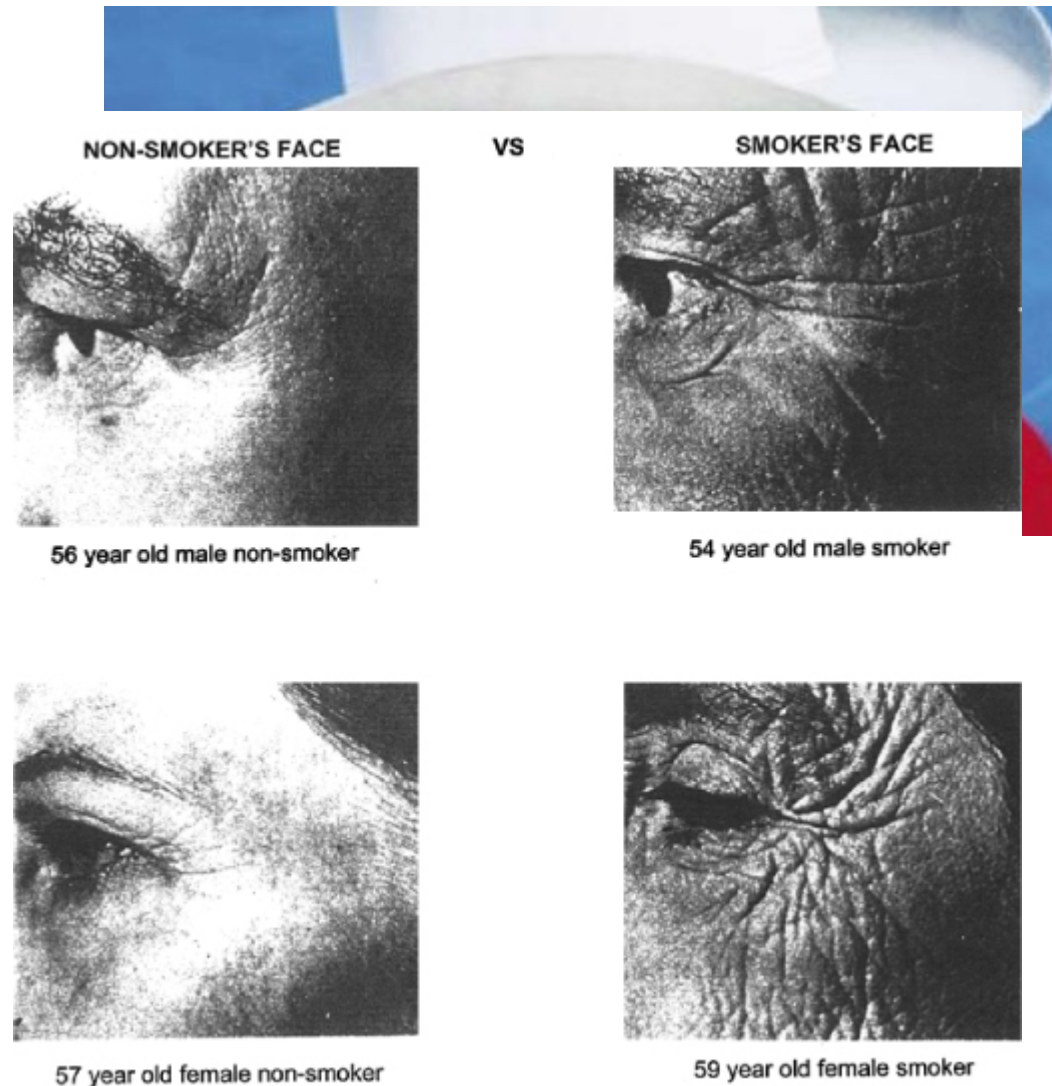 NON-SMOKER'S FACE VS SMOKER'S FACE
56 year old male non-smoker
54 year old male smoker
57 year old female non-smoker
59 year old female smoker